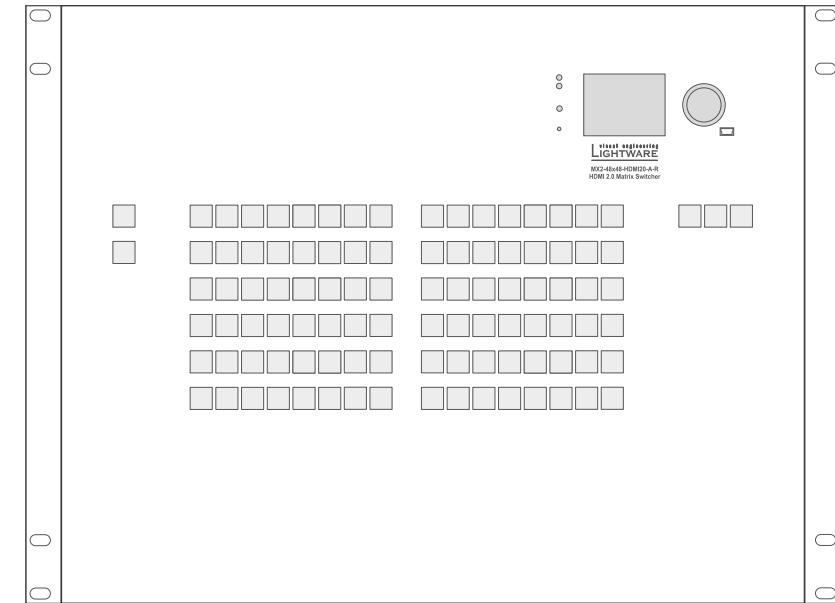 visual engineering
LIGHTWARE
MX2-48x48-HDMI20-A-R
HDMI 2.0 Matrix Switcher